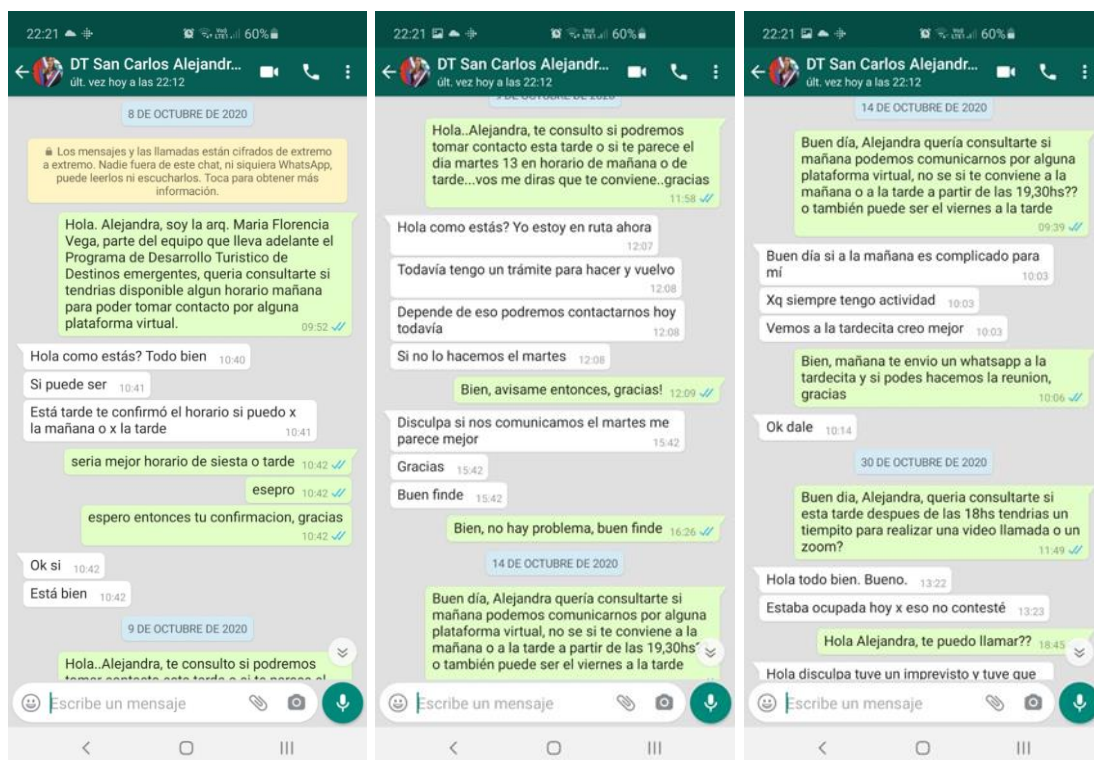 22:21 60%
DT San Carlos Alejandr...
últ. vez hoy a las 22:12
8 DE OCTUBRE DE 2020
Los mensajes y las llamadas están cifrados de extremo
a extremo. Nadie fuera de este chat, ni siquiera WhatsApp,
puede leerlos ni escucharlos. Toca para obtener más
información.
Hola. Alejandra, soy la arq. Maria Florencia
Vega, parte del equipo que lleva adelante el
Programa de Desarrollo Turistico de
Destinos emergentes, queria consultarte si
tendrias disponible algun horario mañana
para poder tomar contacto por alguna
plataforma virtual. 09:52
Hola como estás? Todo bien 10:40
Si puede ser 10:41
Está tarde te confirmó el horario si puedo x
la mañana o x la tarde 10:41
seria mejor horario de siesta o tarde 10:42
esepro 10:42
espero entonces tu confirmacion, gracias
10:42
Ok si 10:42
Está bien 10:42
9 DE OCTUBRE DE 2020
Hola..Alejandra, te consulto si podremos
tomar contacto esta tarde o si te parece el
Escribe un mensaje
22:21 60%
DT San Carlos Alejandr...
últ. vez hoy a las 22:12
9 DE OCTUBRE DE 2020
Hola..Alejandra, te consulto si podremos
tomar contacto esta tarde o si te parece el
dia martes 13 en horario de mañana o de
tarde...vos me diras que te conviene..gracias
11:58
Hola como estás? Yo estoy en ruta ahora
12:07
Todavía tengo un trámite para hacer y vuelvo
12:08
Depende de eso podremos contactarnos hoy
todavía 12:08
Si no lo hacemos el martes 12:08
Bien, avisame entonces, gracias! 12:09
Disculpa si nos comunicamos el martes me
parece mejor 15:42
Gracias 15:42
Buen finde 15:42
Bien, no hay problema, buen finde 16:26
14 DE OCTUBRE DE 2020
Buen día, Alejandra quería consultarte si
mañana podemos comunicarnos por alguna
plataforma virtual, no se si te conviene a la
mañana o a la tarde a partir de las 19,30hs?
o también puede ser el viernes a la tarde
Escribe un mensaje
22:21 60%
DT San Carlos Alejandr...
últ. vez hoy a las 22:12
14 DE OCTUBRE DE 2020
Buen día, Alejandra quería consultarte si
mañana podemos comunicarnos por alguna
plataforma virtual, no se si te conviene a la
mañana o a la tarde a partir de las 19,30hs??
o también puede ser el viernes a la tarde
09:39
Buen día si a la mañana es complicado para
mí 10:03
Xq siempre tengo actividad 10:03
Vemos a la tardecita creo mejor 10:03
Bien, mañana te envio un whatsapp a la
tardecita y si podes hacemos la reunion,
gracias 10:06
Ok dale 10:14
30 DE OCTUBRE DE 2020
Buen dia, Alejandra, queria consultarte si
esta tarde despues de las 18hs tendrias un
tiempito para realizar una video llamada o un
zoom? 11:49
Hola todo bien. Bueno. 13:22
Estaba ocupada hoy x eso no contesté 13:23
Hola Alejandra, te puedo llamar?? 18:45
Hola disculpa tuve un imprevisto y tuve que
Escribe un mensaje